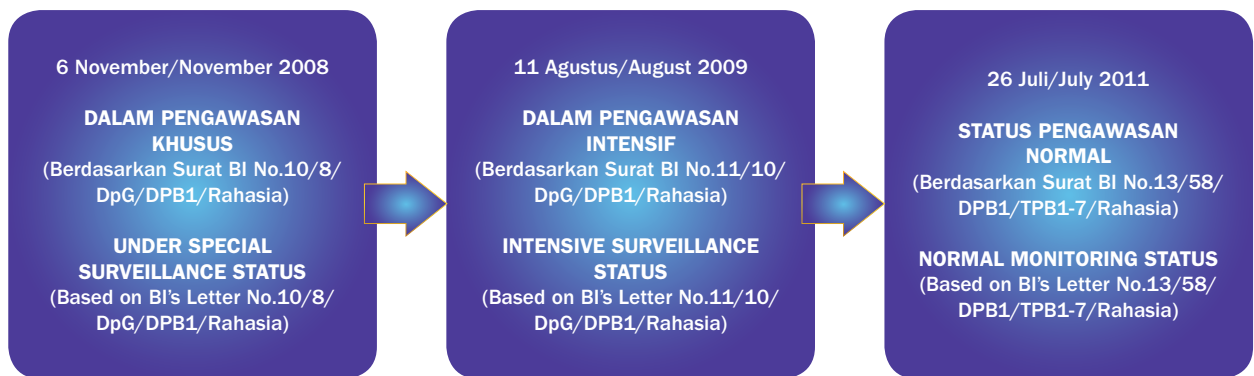 6 November/November 2008
DALAM PENGAWASAN
KHUSUS
(Berdasarkan Surat BI No.10/8/
DpG/DPB1/Rahasia)
UNDER SPECIAL
SURVEILLANCE STATUS
(Based on BI's Letter No.10/8/
DpG/DPB1/Rahasia)
11 Agustus/August 2009
DALAM PENGAWASAN
INTENSIF
(Berdasarkan Surat BI No.11/10/
DpG/DPB1/Rahasia)
INTENSIVE SURVEILLANCE
STATUS
(Based on BI's Letter No.11/10/
DpG/DPB1/Rahasia)
26 Juli/July 2011
STATUS PENGAWASAN
NORMAL
(Berdasarkan Surat BI No.13/58/
DPB1/TPB1-7/Rahasia)
NORMAL MONITORING STATUS
(Based on BI's Letter No.13/58/
DPB1/TPB1-7/Rahasia)